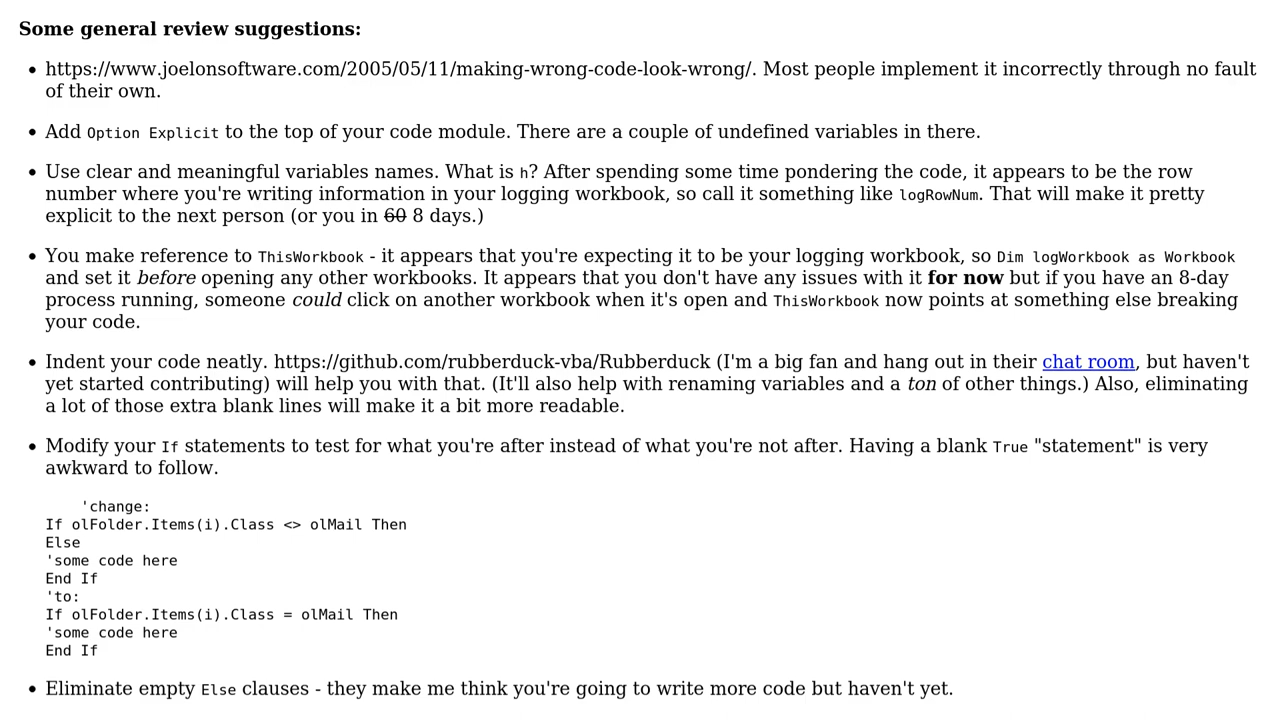 Some general review suggestions:
• https://www.joelonsoftware.com/2005/05/11/making-wrong-code-look-wrong/. Most people implement it incorrectly through no fault
of their own.
• Add Option Explicit to the top of your code module. There are a couple of undefined variables in there.
• Use clear and meaningful variables names. What is h? After spending some time pondering the code, it appears to be the row
number where you're writing information in your logging workbook, so call it something like logRowNum. That will make it pretty
explicit to the next person (or you in 60 8 days.)
• You make reference to ThisWorkbook - it appears that you're expecting it to be your logging workbook, so Dim logWorkbook as Workbook
and set it before opening any other workbooks. It appears that you don't have any issues with it for now but if you have an 8-day
process running, someone could click on another workbook when it's open and ThisWorkbook now points at something else breaking
your code.
• Indent your code neatly. https://github.com/rubberduck-vba/Rubberduck (I'm a big fan and hang out in their chat room, but haven't
yet started contributing) will help you with that. (It'll also help with renaming variables and a ton of other things.) Also, eliminating
a lot of those extra blank lines will make it a bit more readable.
• Modify your If statements to test for what you're after instead of what you're not after. Having a blank True "statement" is very
awkward to follow.
    'change:
If olFolder.Items(i).Class <> olMail Then
Else
'some code here
End If
'to:
If olFolder.Items(i).Class = olMail Then
'some code here
End If
• Eliminate empty Else clauses - they make me think you're going to write more code but haven't yet.